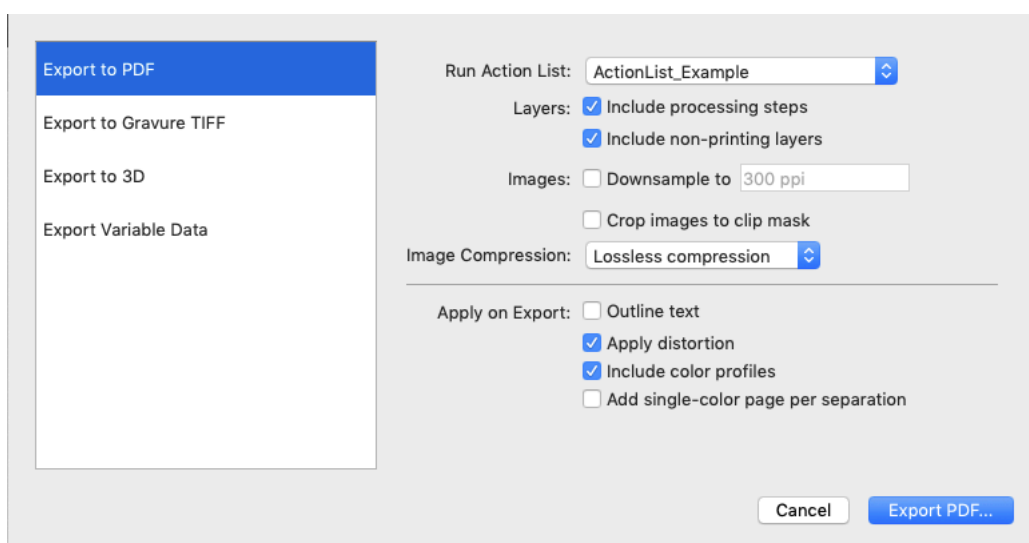 Export to PDF
Export to Gravure TIFF
Export to 3D
Export Variable Data
Run Action List: ActionList_Example
Layers: Include processing steps
Include non-printing layers
Images: Downsample to 300 ppi
Crop images to clip mask
Image Compression: Lossless compression
Apply on Export: Outline text
Apply distortion
Include color profiles
Add single-color page per separation
Cancel Export PDF...